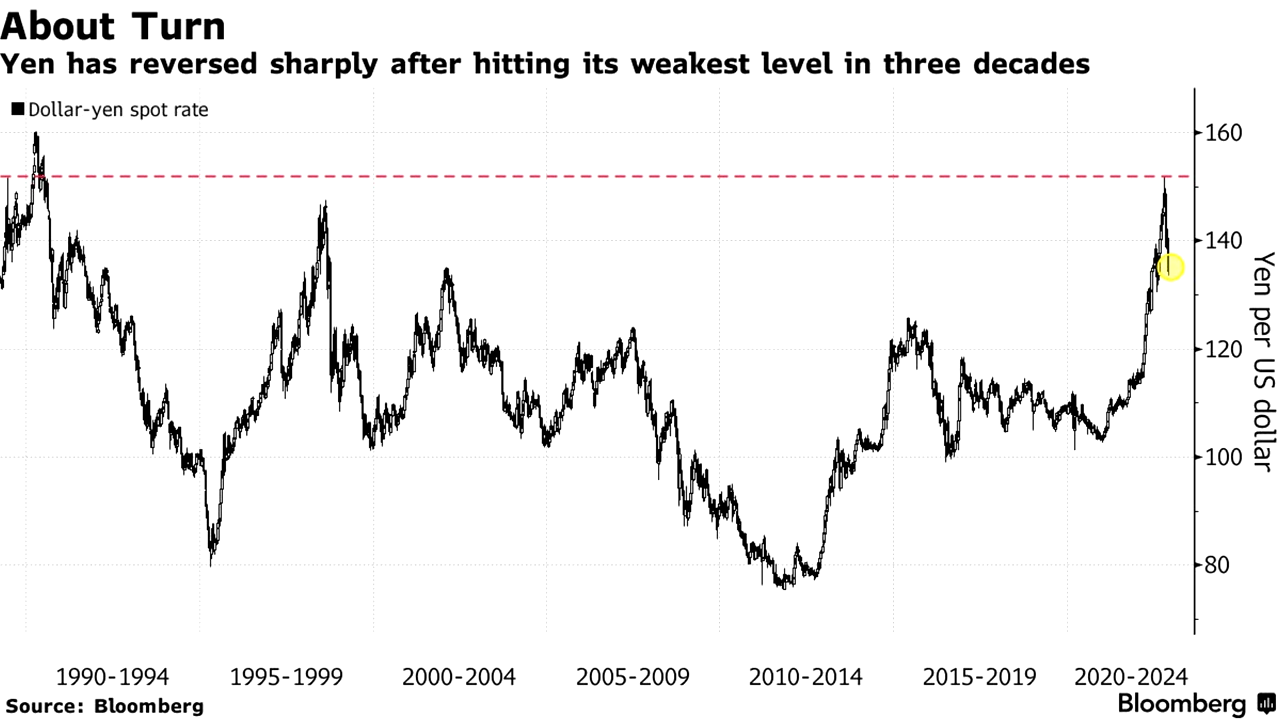 About Turn
Yen has reversed sharply after hitting its weakest level in three decades
Dollar-yen spot rate
160
140
120
100
80
Yen per US dollar
1990-1994 1995-1999 2000-2004 2005-2009 2010-2014 2015-2019 2020-2024
Source: Bloomberg
Bloomberg